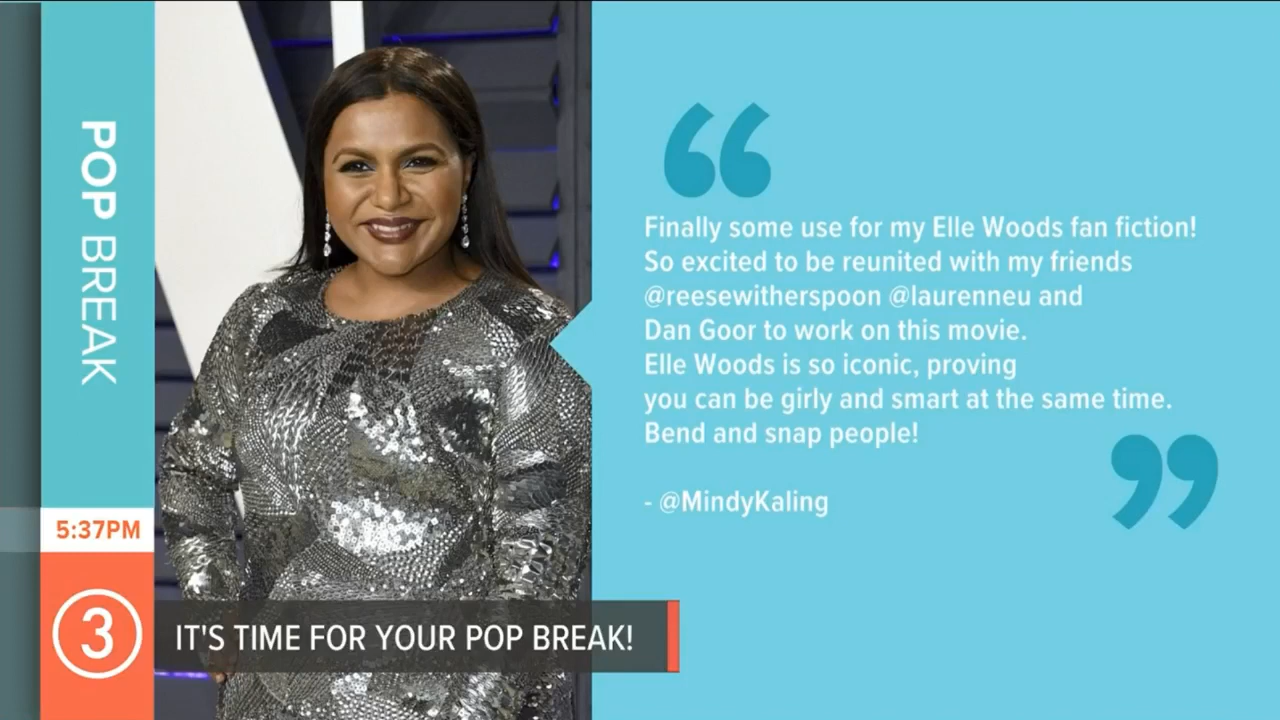 POP BREAK
Finally some use for my Elle Woods fan fiction!
So excited to be reunited with my friends
@reesewitherspoon @laurenneu and
Dan Goor to work on this movie.
Elle Woods is so iconic, proving
you can be girly and smart at the same time.
Bend and snap people!
- @MindyKaling
5:37PM
3
IT'S TIME FOR YOUR POP BREAK!